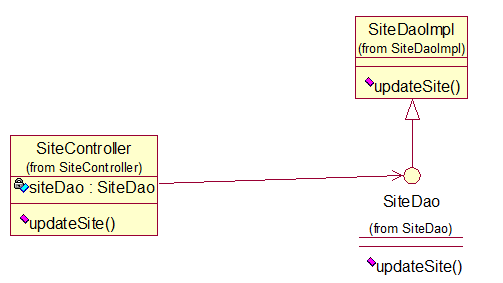 SiteDaoImpl
(from SiteDaoImpl)
updateSite()
SiteController
(from SiteController)
siteDao : SiteDao
updateSite()
SiteDao
(from SiteDao)
updateSite()